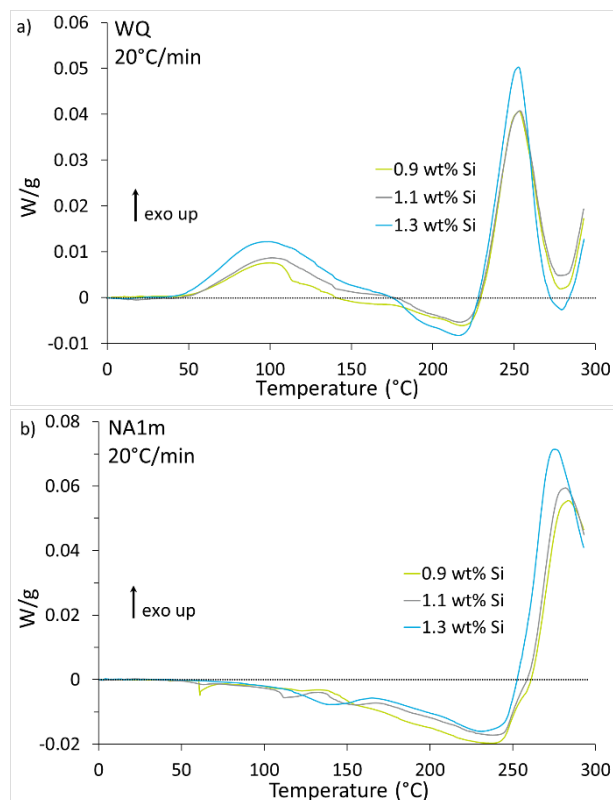 a)
WQ
20°C/min
0.06
0.05
0.04
0.03
0.02
0.01
0
-0.01
W/g
exo up
0.9 wt% Si
1.1 wt% Si
1.3 wt% Si
0 50 100 150 200 250 300
Temperature (°C)
b)
NA1m
20°C/min
0.08
0.06
0.04
0.02
0
-0.02
W/g
exo up
0.9 wt% Si
1.1 wt% Si
1.3 wt% Si
0 50 100 150 200 250 300
Temperature (°C)